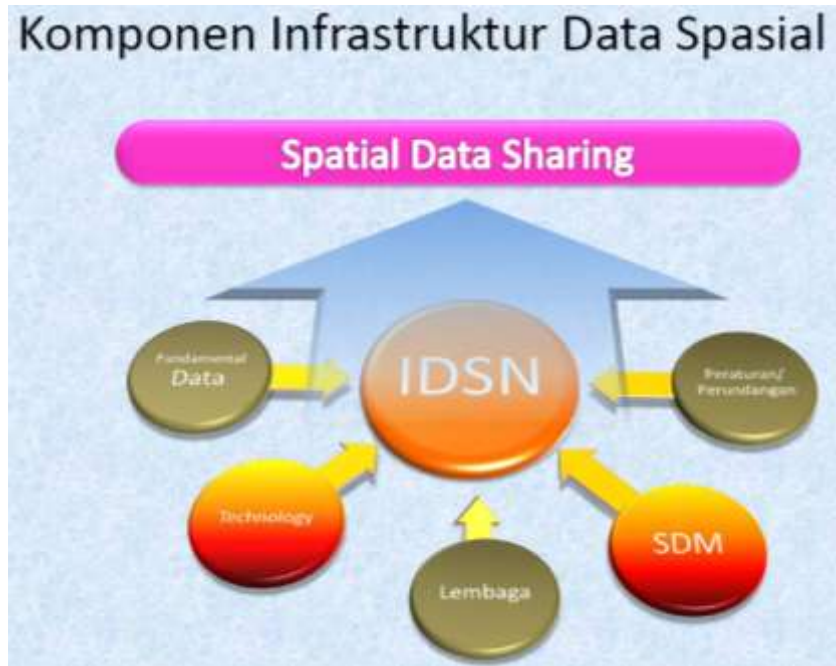 Komponen Infrastruktur Data Spasial
Spatial Data Sharing
IDSN
Fundamental
Data
Peraturan/
Perundangan
Technology
SDM
Lembaga